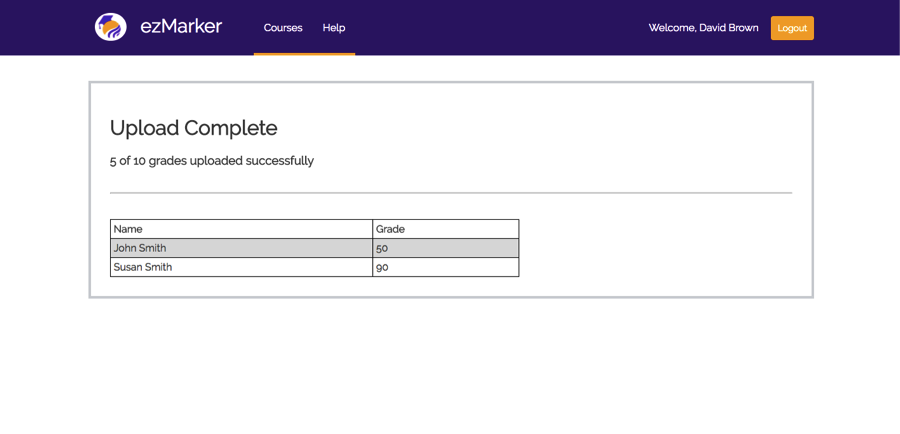 ezMarker
Courses Help
Welcome, David Brown
Logout
Upload Complete
5 of 10 grades uploaded successfully
Name Grade
John Smith 50
Susan Smith 90